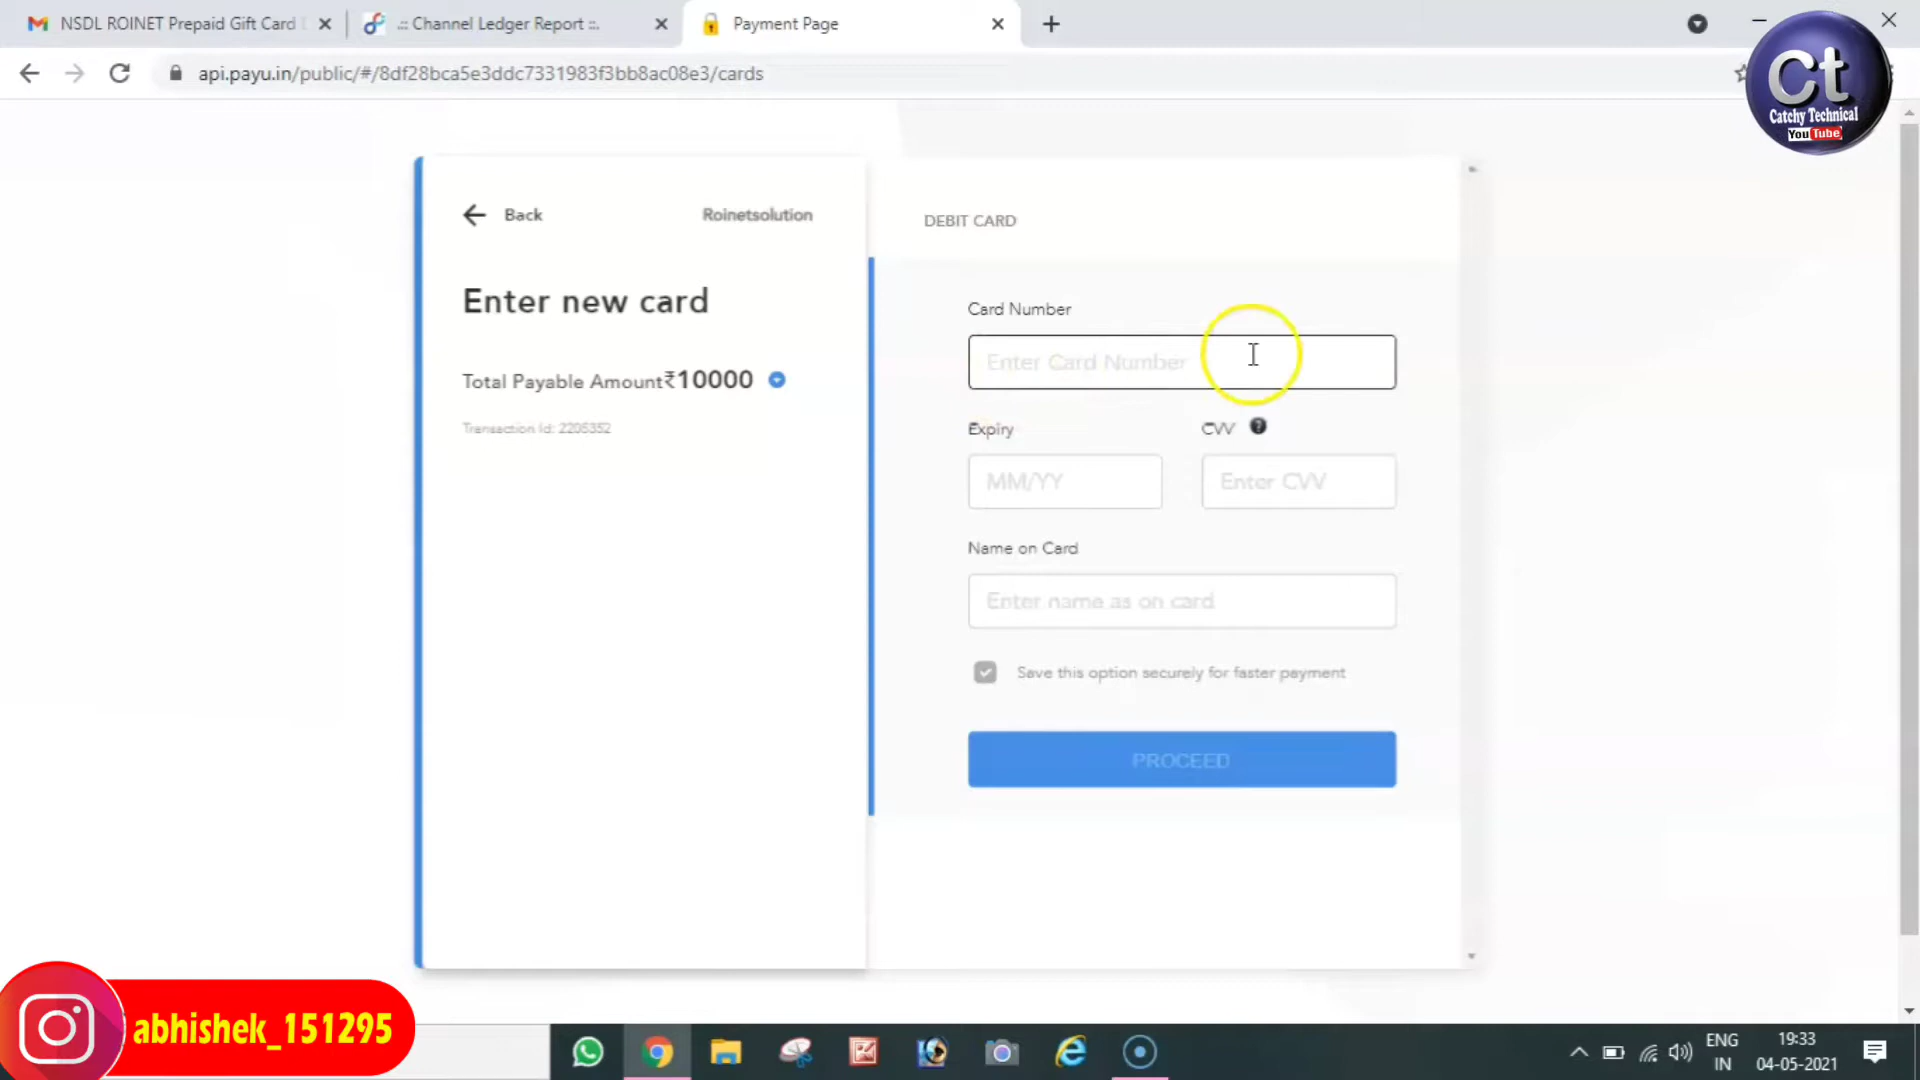 NSDL ROINET Prepaid Gift Card
.:: Channel Ledger Report ::.
Payment Page
api.payu.in/public/#/8df28bca5e3ddc7331983f3bb8ac08e3/cards
Ct
Catchy Technical
YouTube
Back
Roinetsolution
Enter new card
Total Payable Amount₹10000
Transaction Id: 2205352
DEBIT CARD
Card Number
Enter Card Number
Expiry
CVV ?
MM/YY
Enter CVV
Name on Card
Enter name as on card
Save this option securely for faster payment
PROCEED
abhishek_151295
ENG
IN
19:33
04-05-2021